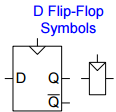 D Flip-Flop
Symbols
D Q
Q̅